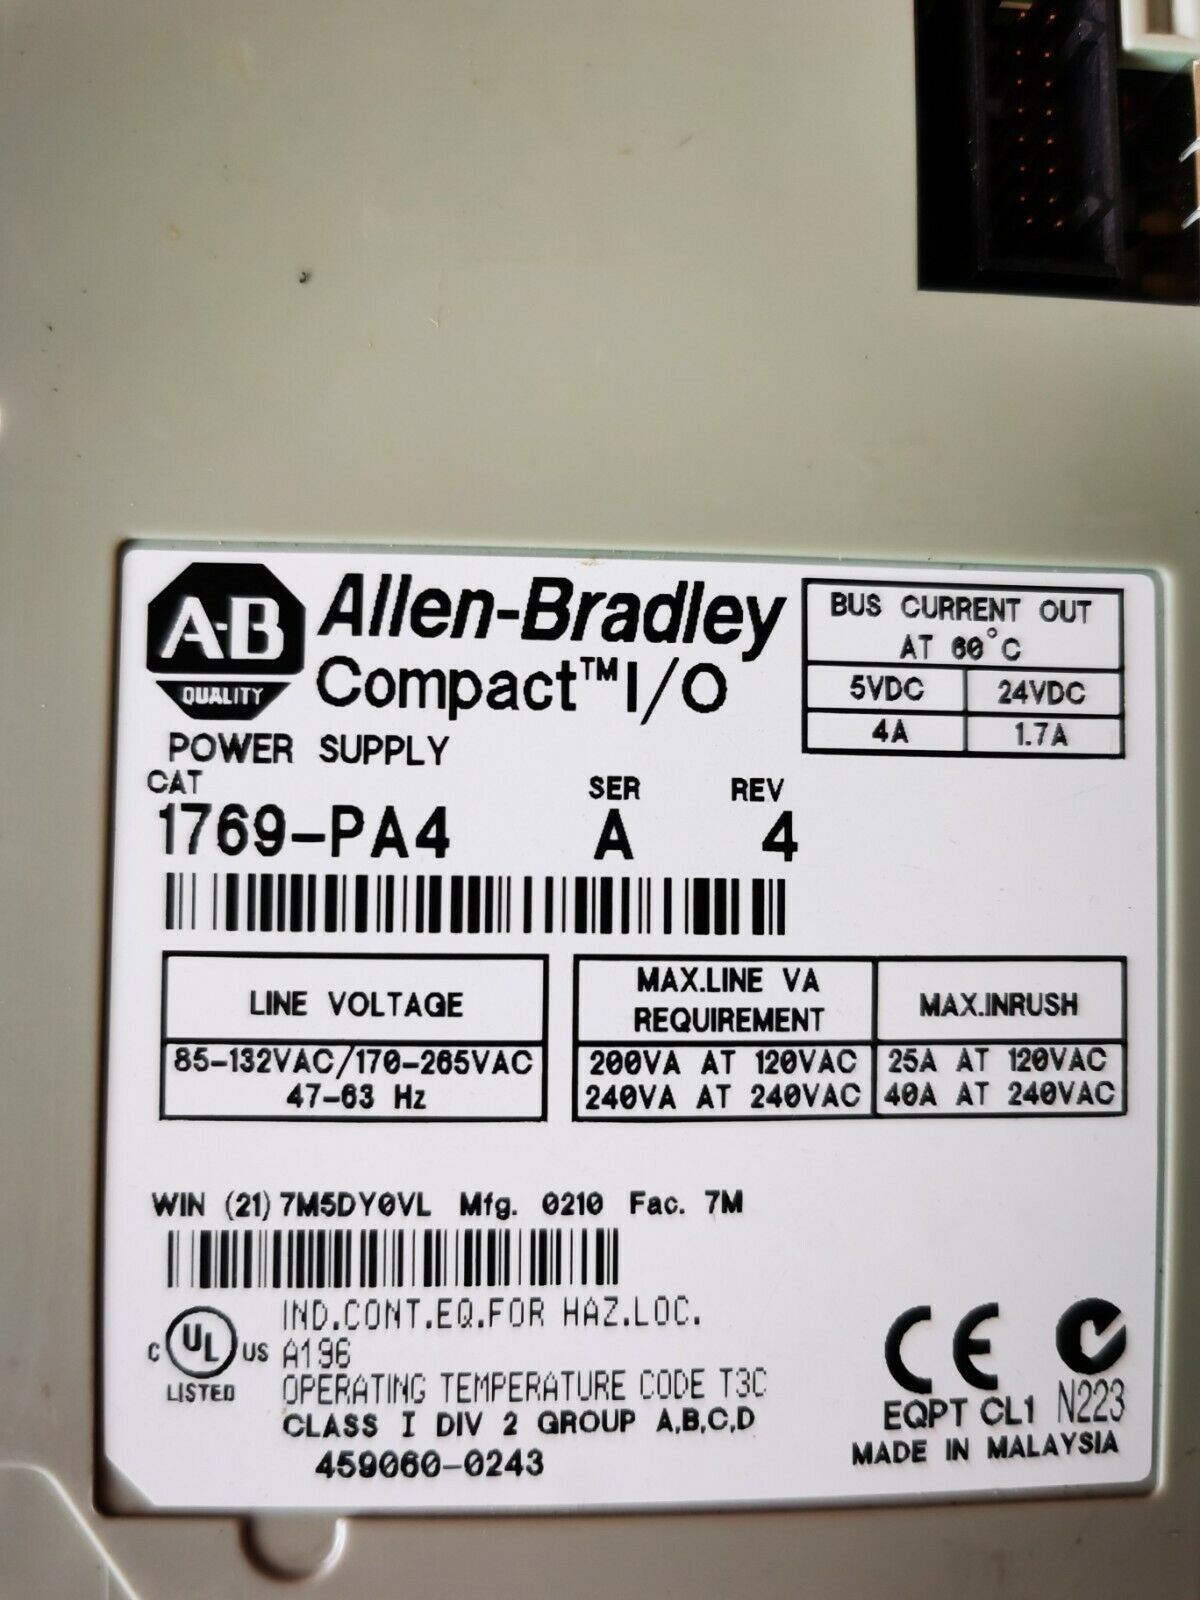 A-B
QUALITY
Allen-Bradley
Compact™ I/O
POWER SUPPLY
BUS CURRENT OUT
AT 60°C
5VDC 24VDC
4A 1.7A
CAT SER REV
1769-PA4 A 4
LINE VOLTAGE
85-132VAC/170-265VAC
47-63 Hz
MAX.LINE VA
REQUIREMENT
200VA AT 120VAC
240VA AT 240VAC
MAX.INRUSH
25A AT 120VAC
40A AT 240VAC
WIN (21) 7M5DY0VL Mfg. 0210 Fac. 7M
C UL US
LISTED
IND.CONT.EQ.FOR HAZ.LOC.
A196
OPERATING TEMPERATURE CODE T3C
CLASS I DIV 2 GROUP A,B,C,D
459060-0243
CE
EQPT CL1 N223
MADE IN MALAYSIA